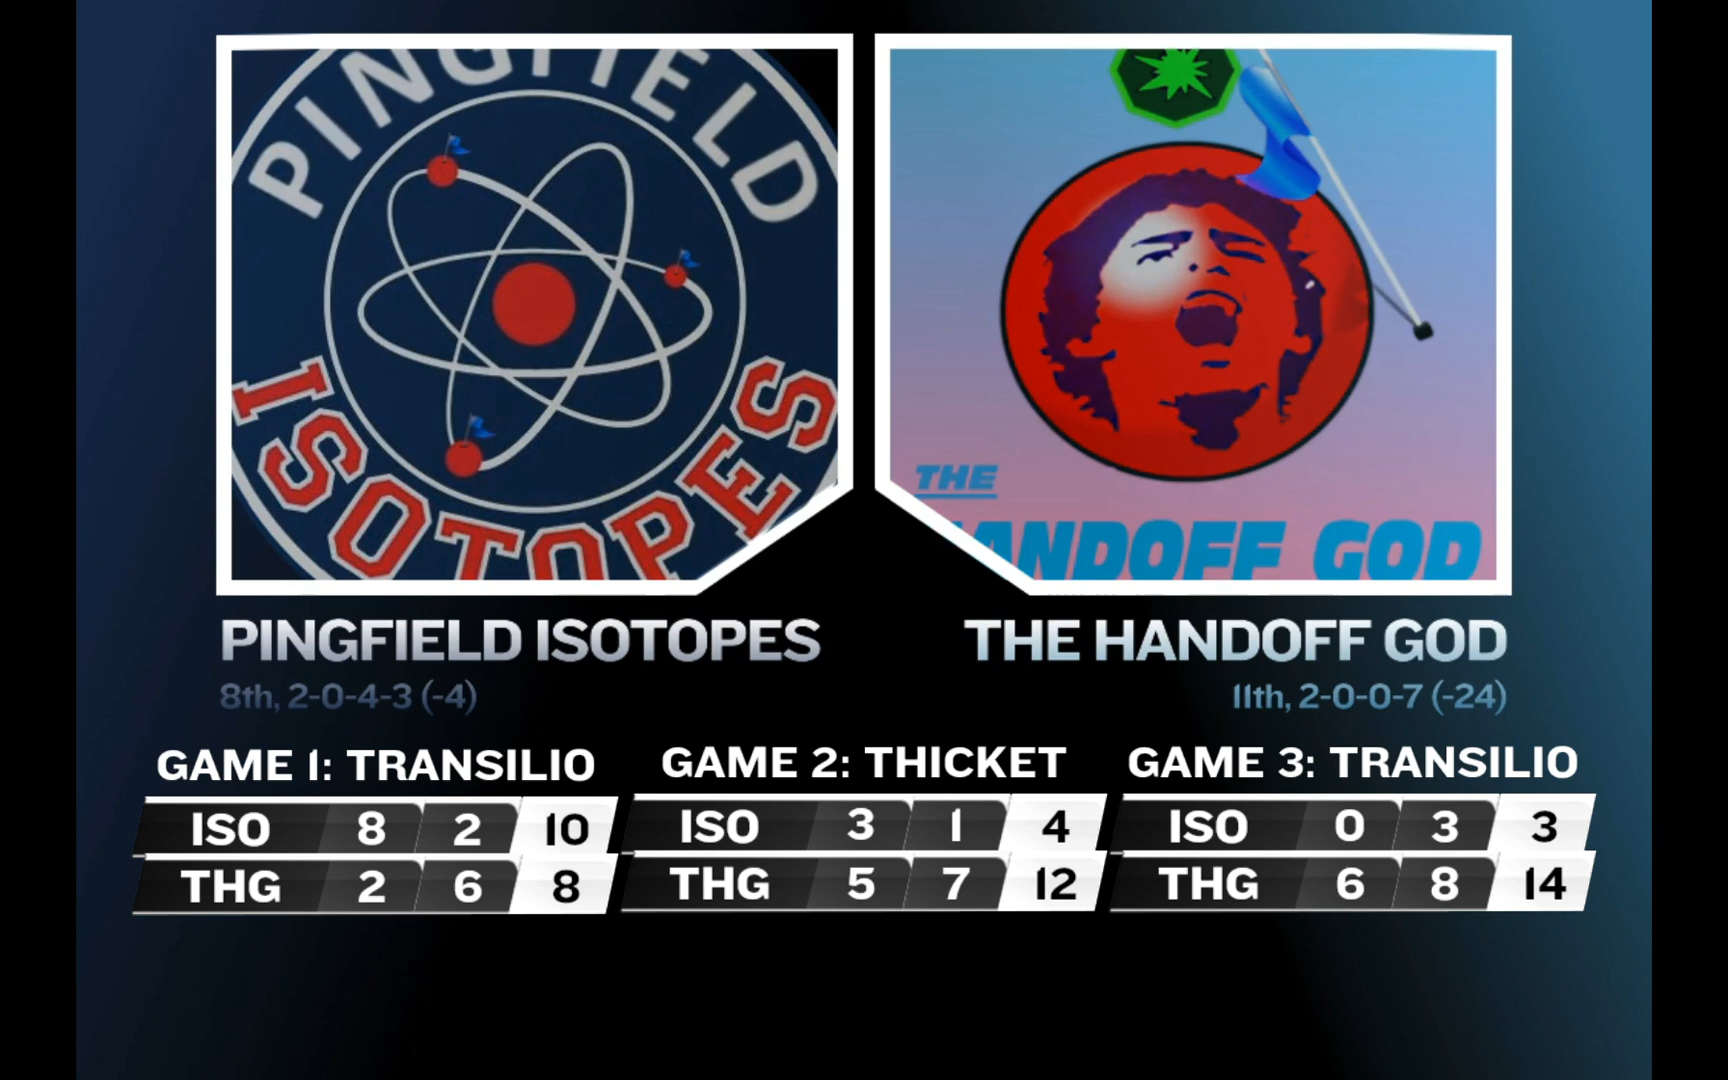 PINGFIELD
ISOTOPES
THE
HANDOFF GOD
PINGFIELD ISOTOPES
8th, 2-0-4-3 (-4)
THE HANDOFF GOD
11th, 2-0-0-7 (-24)
GAME 1: TRANSILIO
ISO 8 2 10
THG 2 6 8
GAME 2: THICKET
ISO 3 1 4
THG 5 7 12
GAME 3: TRANSILIO
ISO 0 3 3
THG 6 8 14